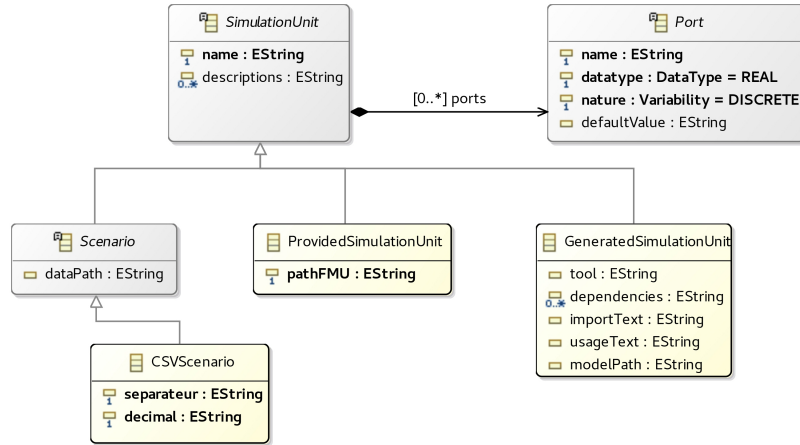 SimulationUnit
1 name : EString
0..* descriptions : EString
[0..*] ports
Port
1 name : EString
1 datatype : DataType = REAL
1 nature : Variability = DISCRETE
defaultValue : EString
Scenario
dataPath : EString
ProvidedSimulationUnit
1 pathFMU : EString
GeneratedSimulationUnit
tool : EString
0..* dependencies : EString
importText : EString
usageText : EString
modelPath : EString
CSVScenario
1 separateur : EString
1 decimal : EString